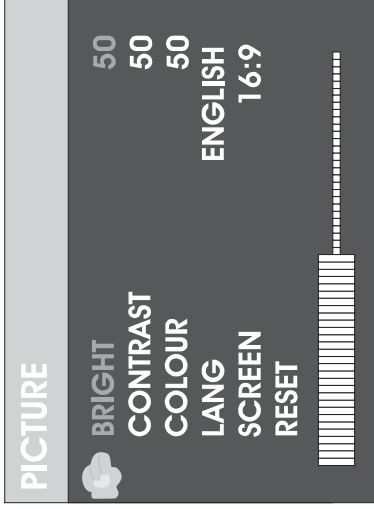 PICTURE
BRIGHT 50
CONTRAST 50
COLOUR 50
LANG ENGLISH
SCREEN 16:9
RESET